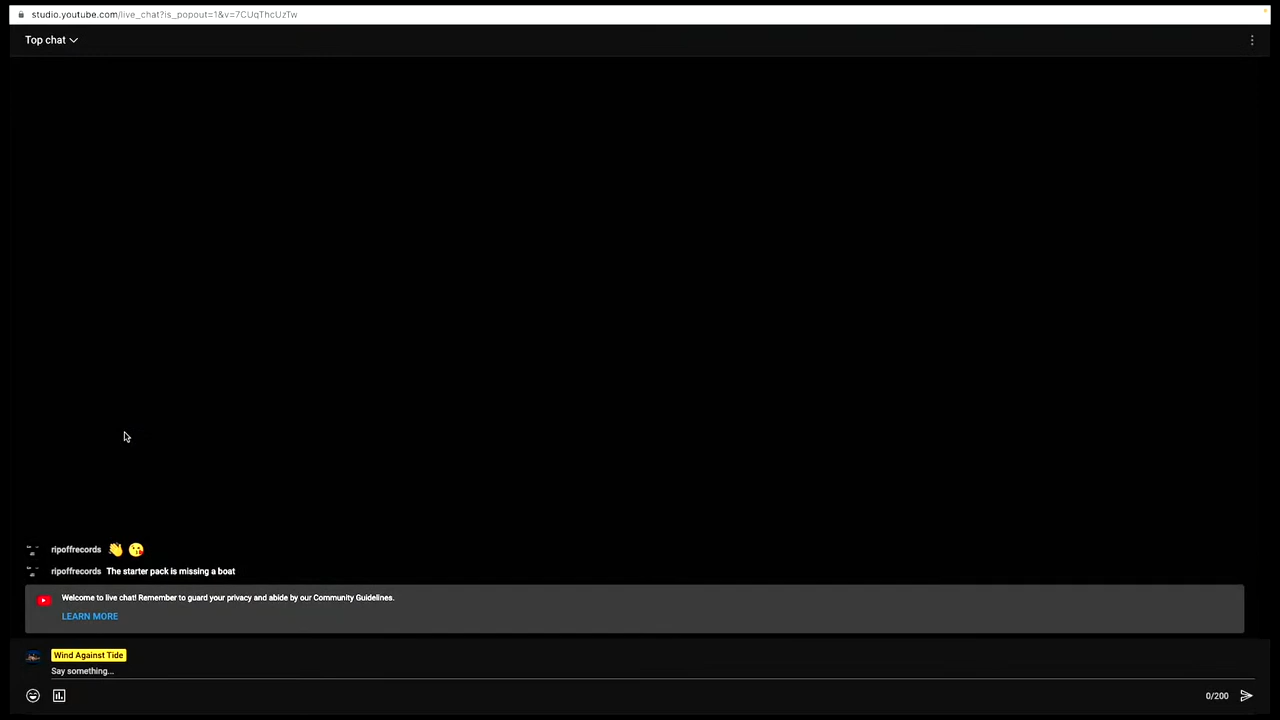 studio.youtube.com/live_chat?is_popout=1&v=7CUqThcUzTw
Top chat
ripoffrecords 👋 😘
ripoffrecords The starter pack is missing a boat
Welcome to live chat! Remember to guard your privacy and abide by our Community Guidelines.
LEARN MORE
Wind Against Tide
Say something...
0/200